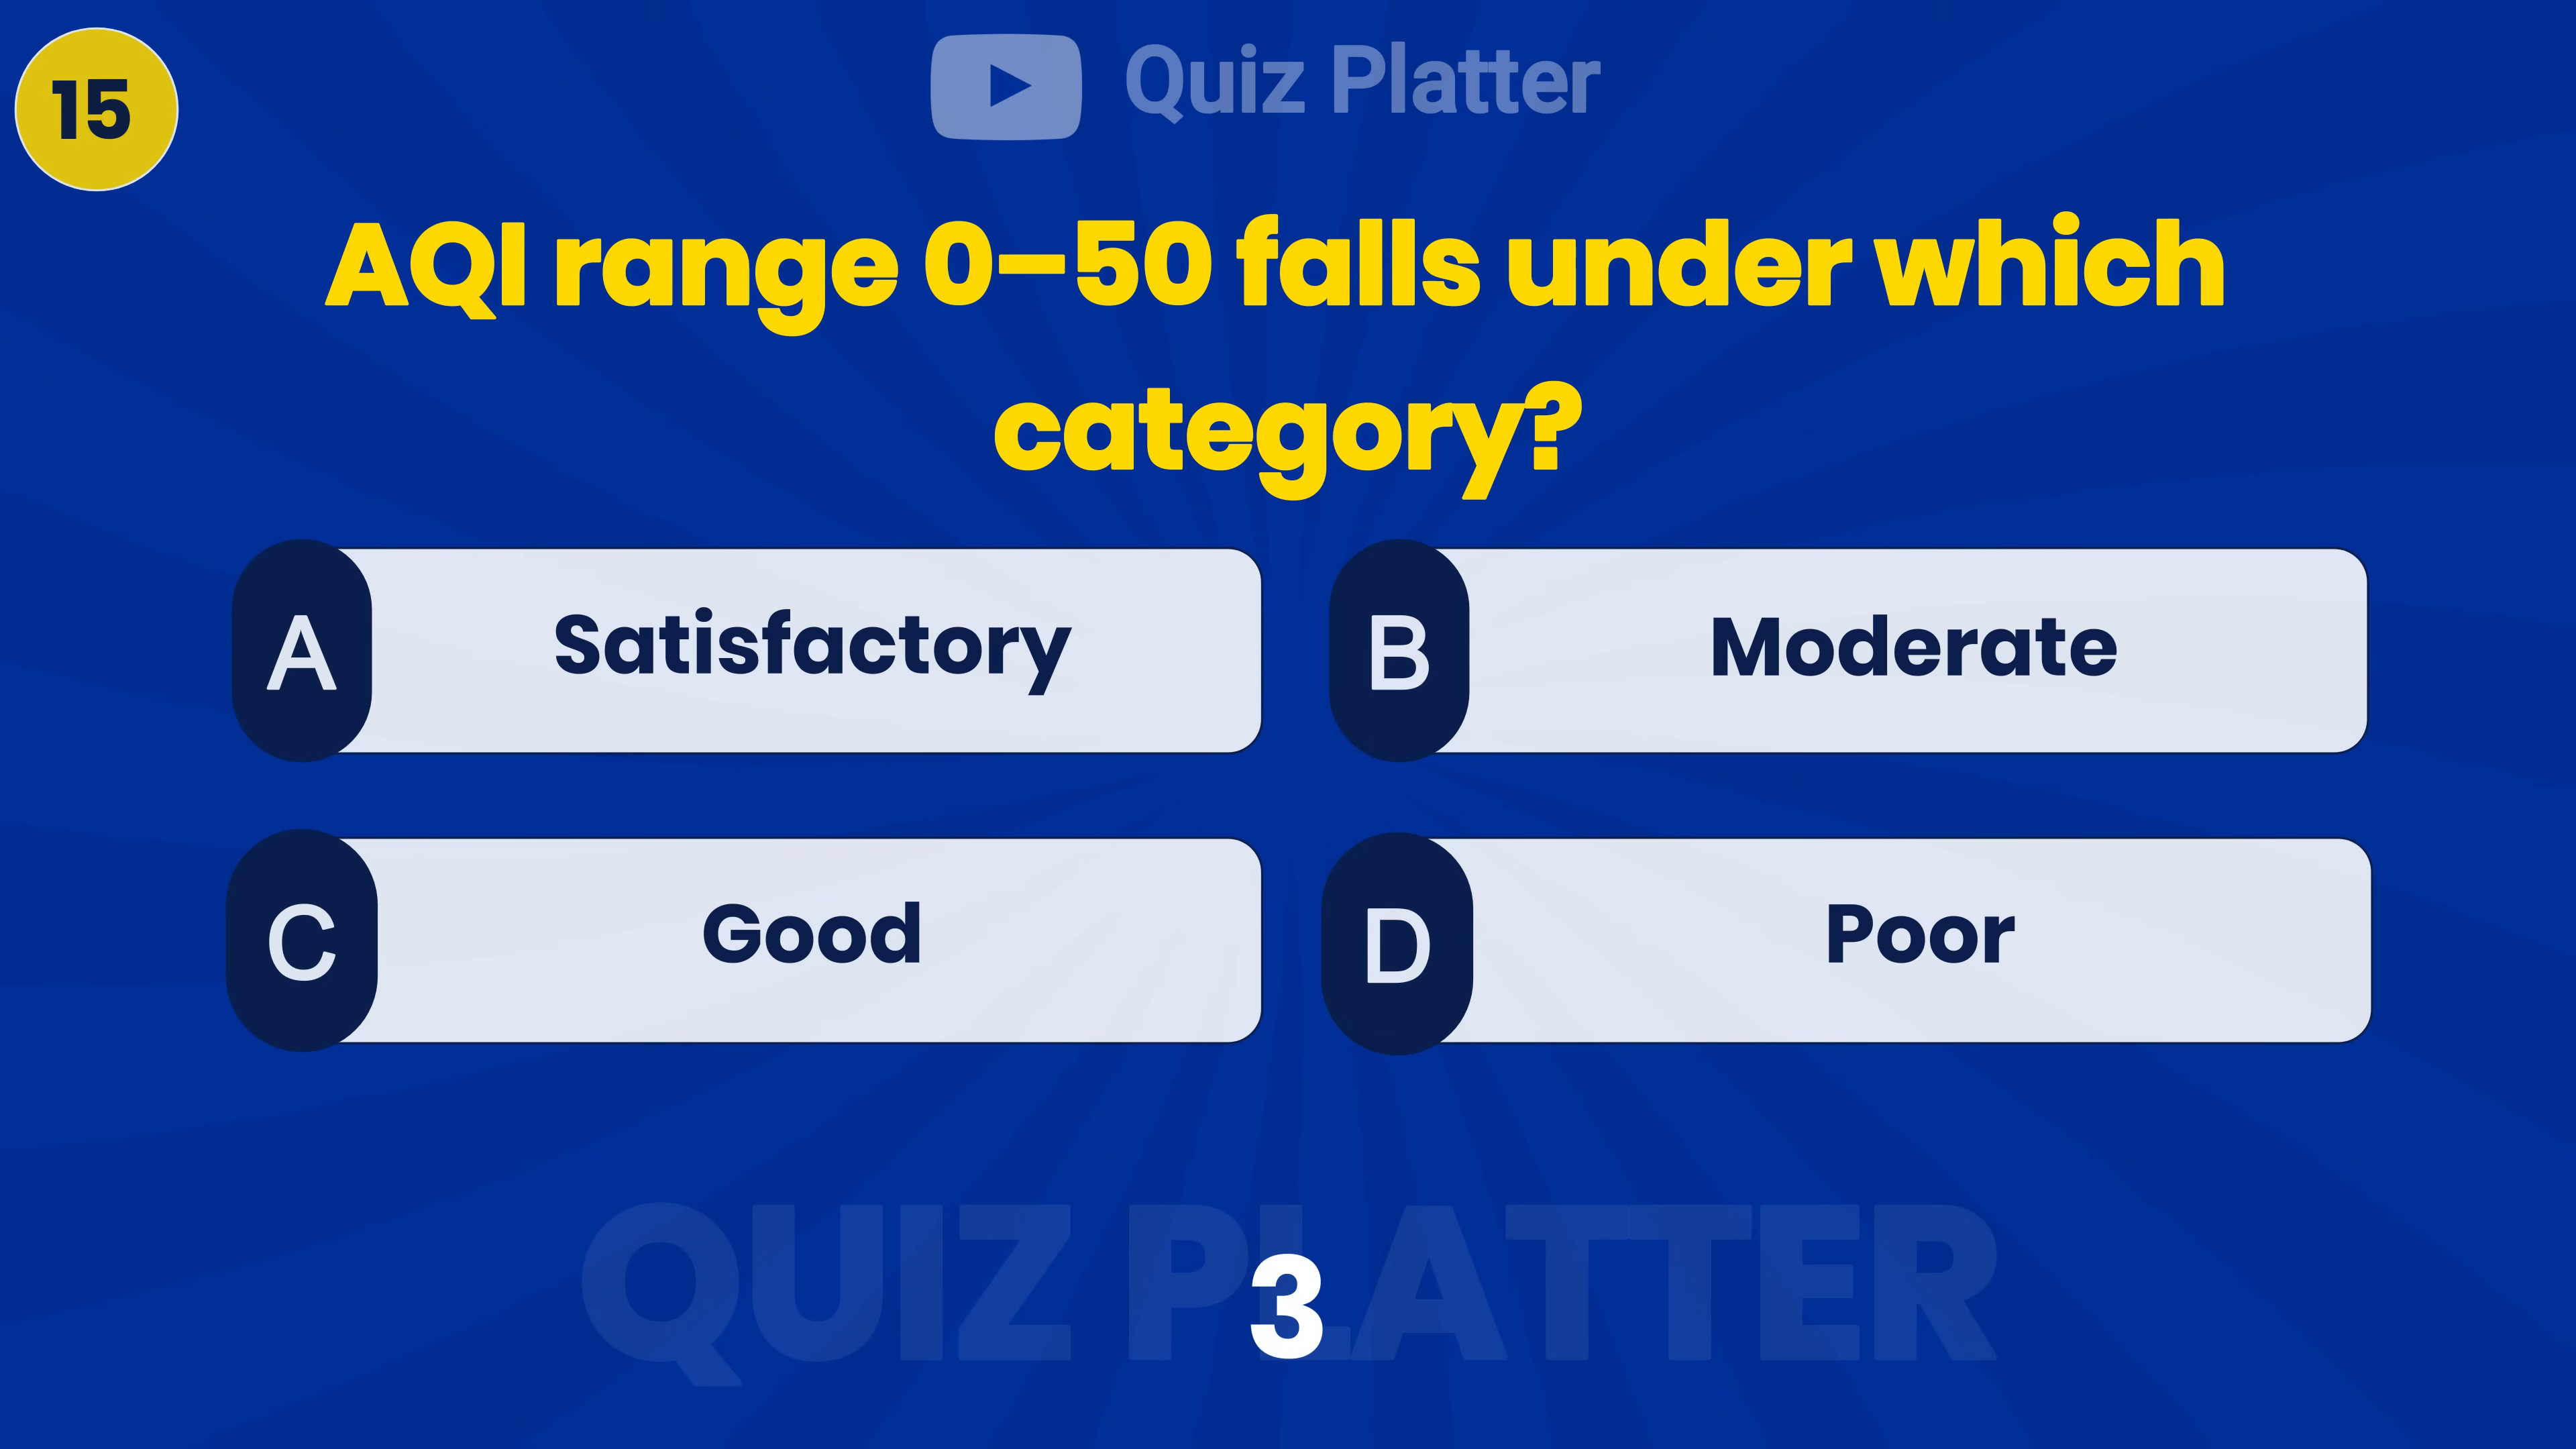 15
Quiz Platter
AQI range 0–50 falls under which
category?
A Satisfactory
B Moderate
C Good
D Poor
QUIZ PLATTER
3